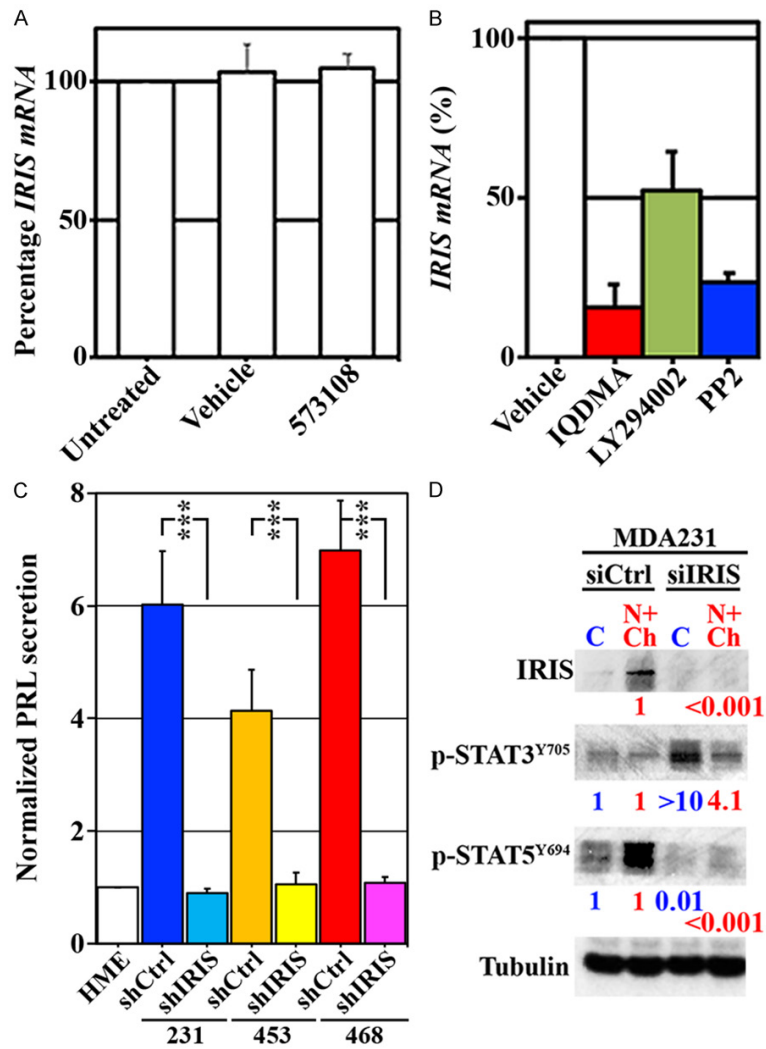 A
Percentage IRIS mRNA
100
50
0
Untreated
Vehicle
573108
B
IRIS mRNA (%)
100
50
0
Vehicle
IQDMA
LY294002
PP2
C
Normalized PRL secretion
8
6
4
2
0
***
***
***
HME
shCtrl
shIRIS
shCtrl
shIRIS
shCtrl
shIRIS
231
453
468
D
MDA231
siCtrl siIRIS
C N+ Ch C N+ Ch
IRIS
1 <0.001
p-STAT3Y705
1 1 >10 4.1
p-STAT5Y694
1 1 0.01
<0.001
Tubulin